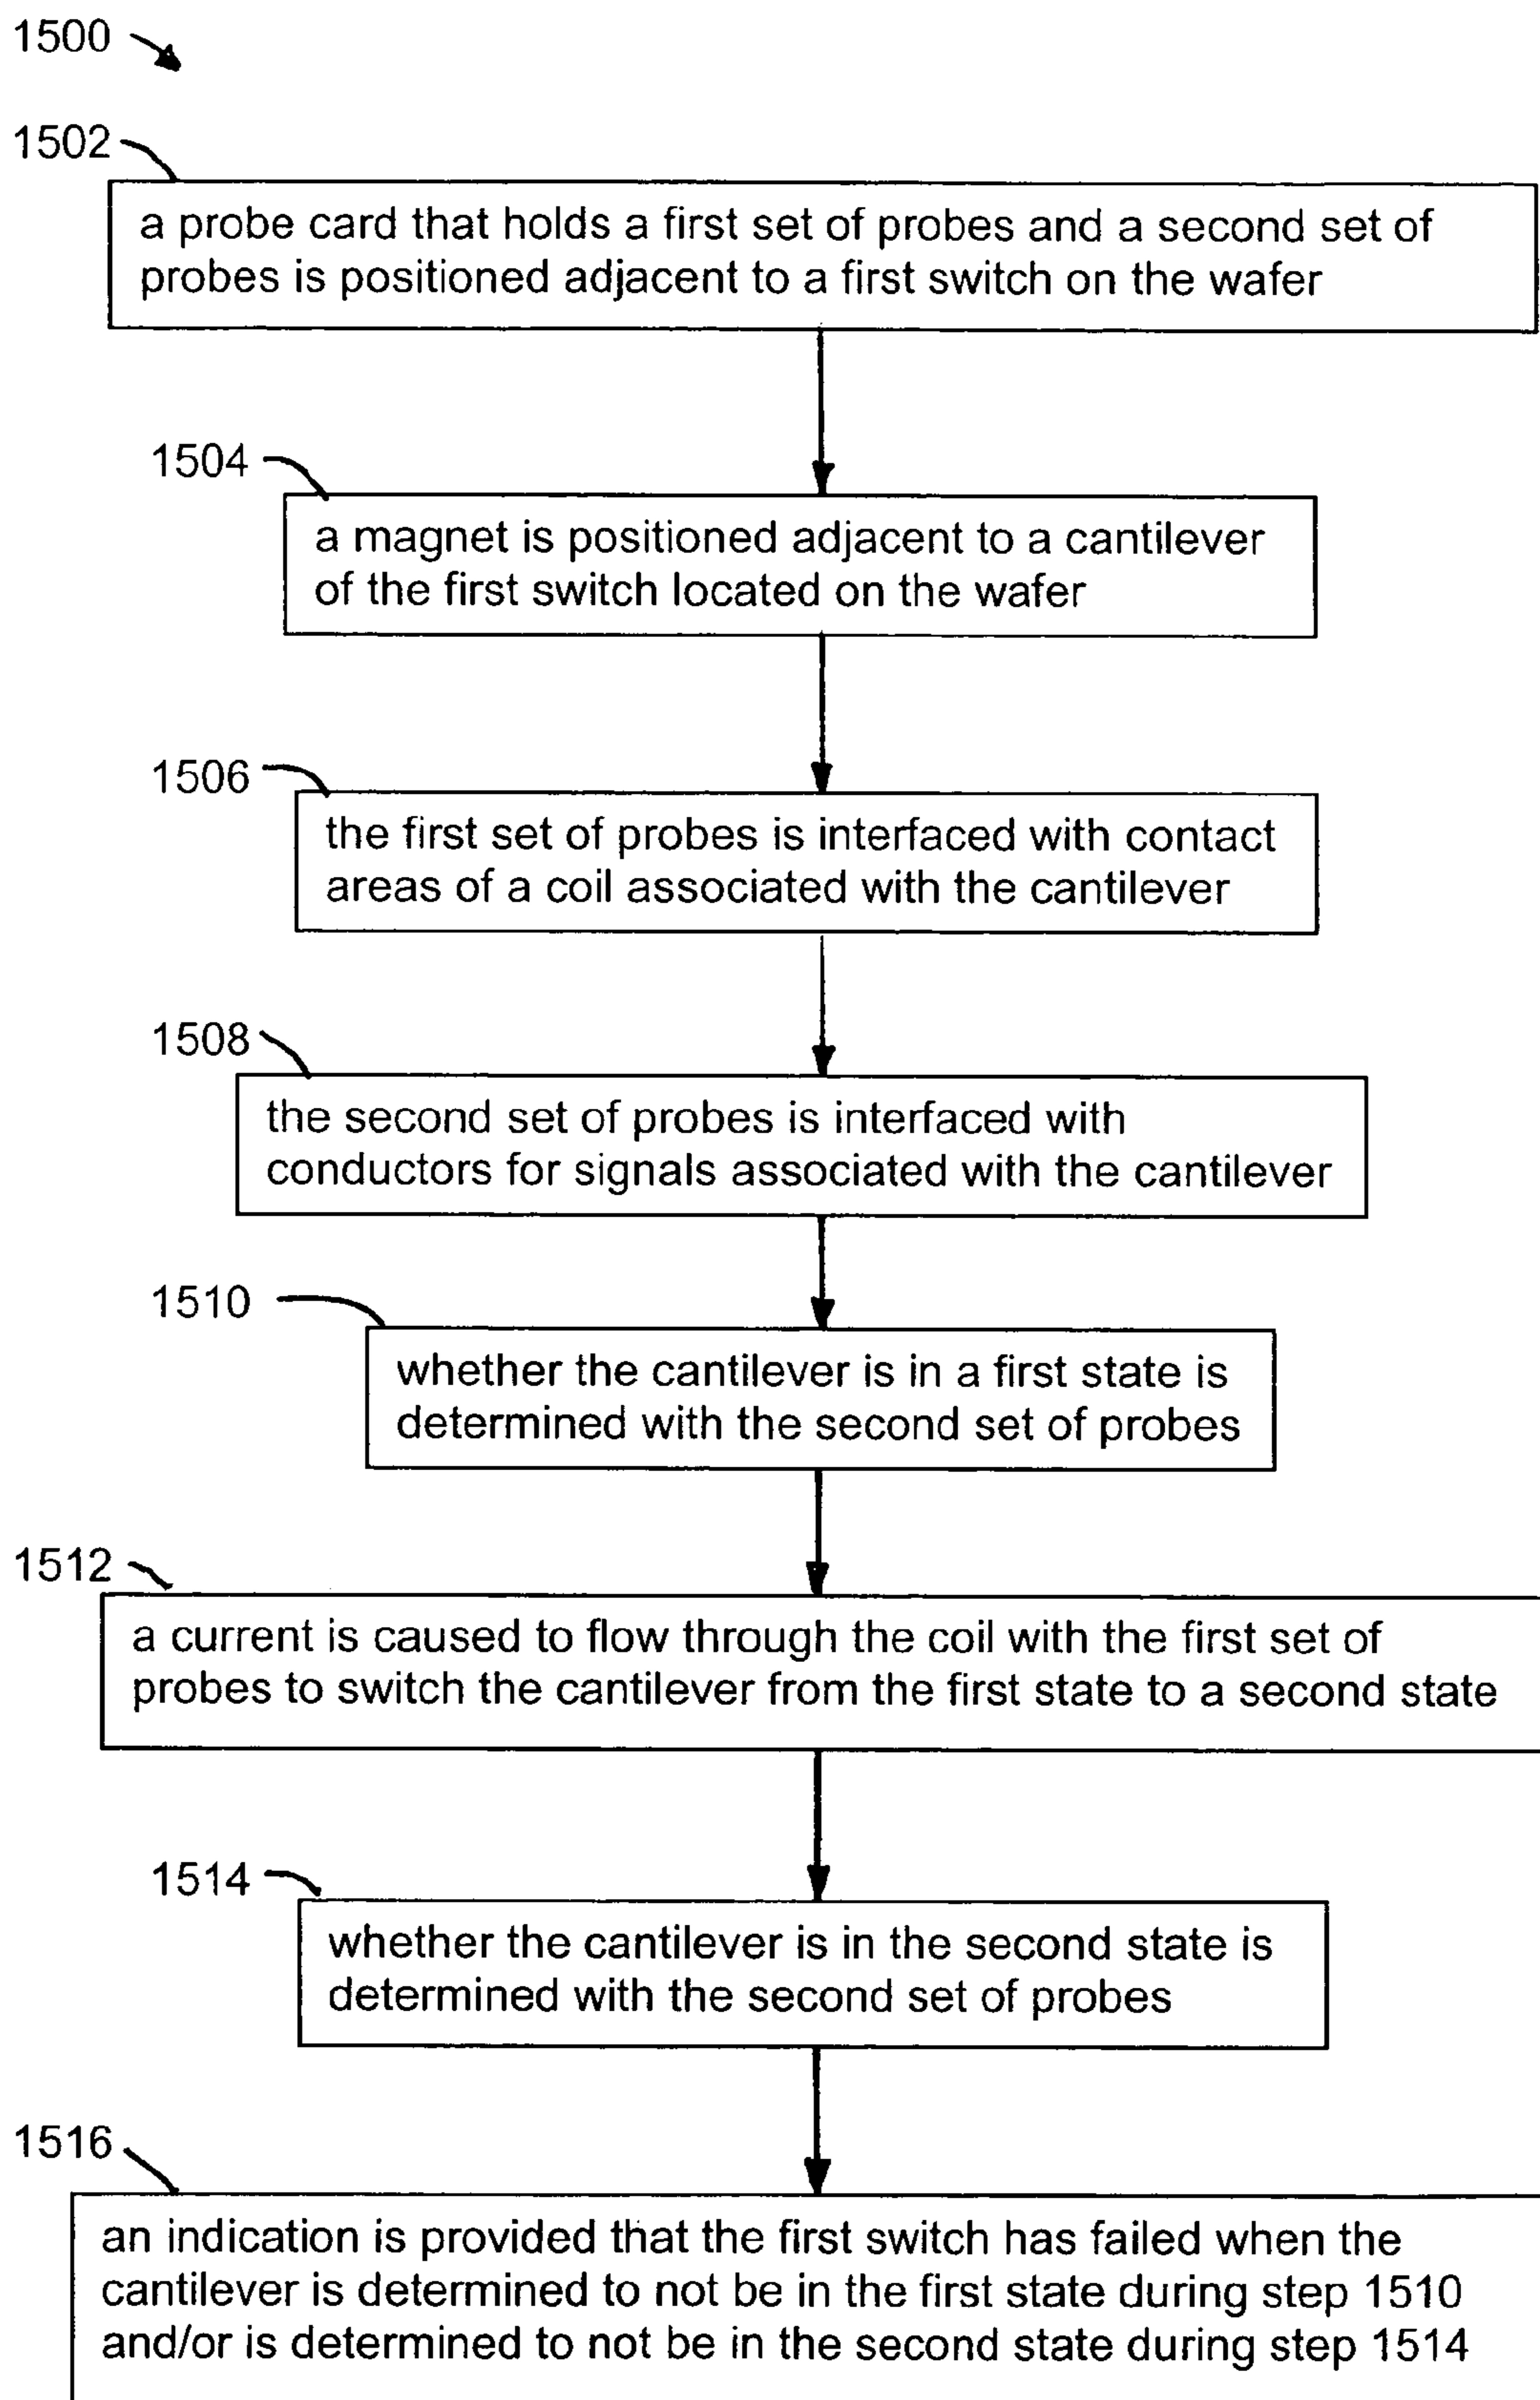 1500
1502
a probe card that holds a first set of probes and a second set of
probes is positioned adjacent to a first switch on the wafer
1504
a magnet is positioned adjacent to a cantilever
of the first switch located on the wafer
1506
the first set of probes is interfaced with contact
areas of a coil associated with the cantilever
1508
the second set of probes is interfaced with
conductors for signals associated with the cantilever
1510
whether the cantilever is in a first state is
determined with the second set of probes
1512
a current is caused to flow through the coil with the first set of
probes to switch the cantilever from the first state to a second state
1514
whether the cantilever is in the second state is
determined with the second set of probes
1516
an indication is provided that the first switch has failed when the
cantilever is determined to not be in the first state during step 1510
and/or is determined to not be in the second state during step 1514